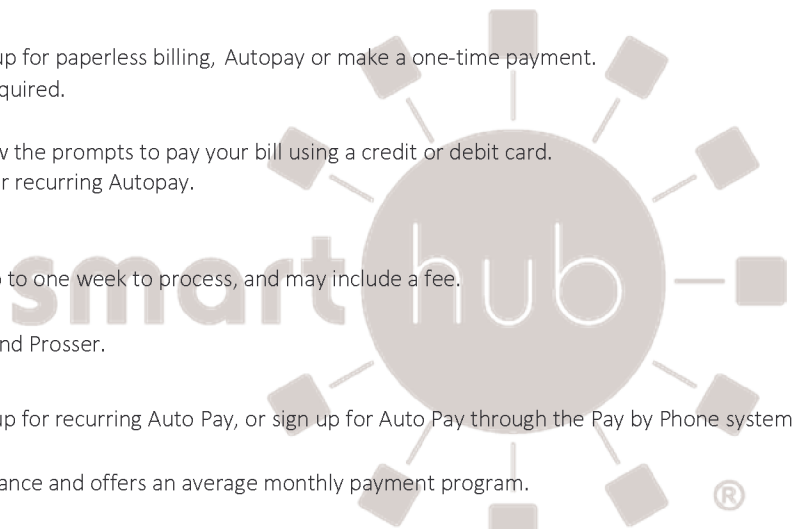 up for paperless billing, Autopay or make a one-time payment.
quired.
w the prompts to pay your bill using a credit or debit card.
r recurring Autopay.
smart hub
to one week to process, and may include a fee.
nd Prosser.
up for recurring Auto Pay, or sign up for Auto Pay through the Pay by Phone system
ance and offers an average monthly payment program.
®